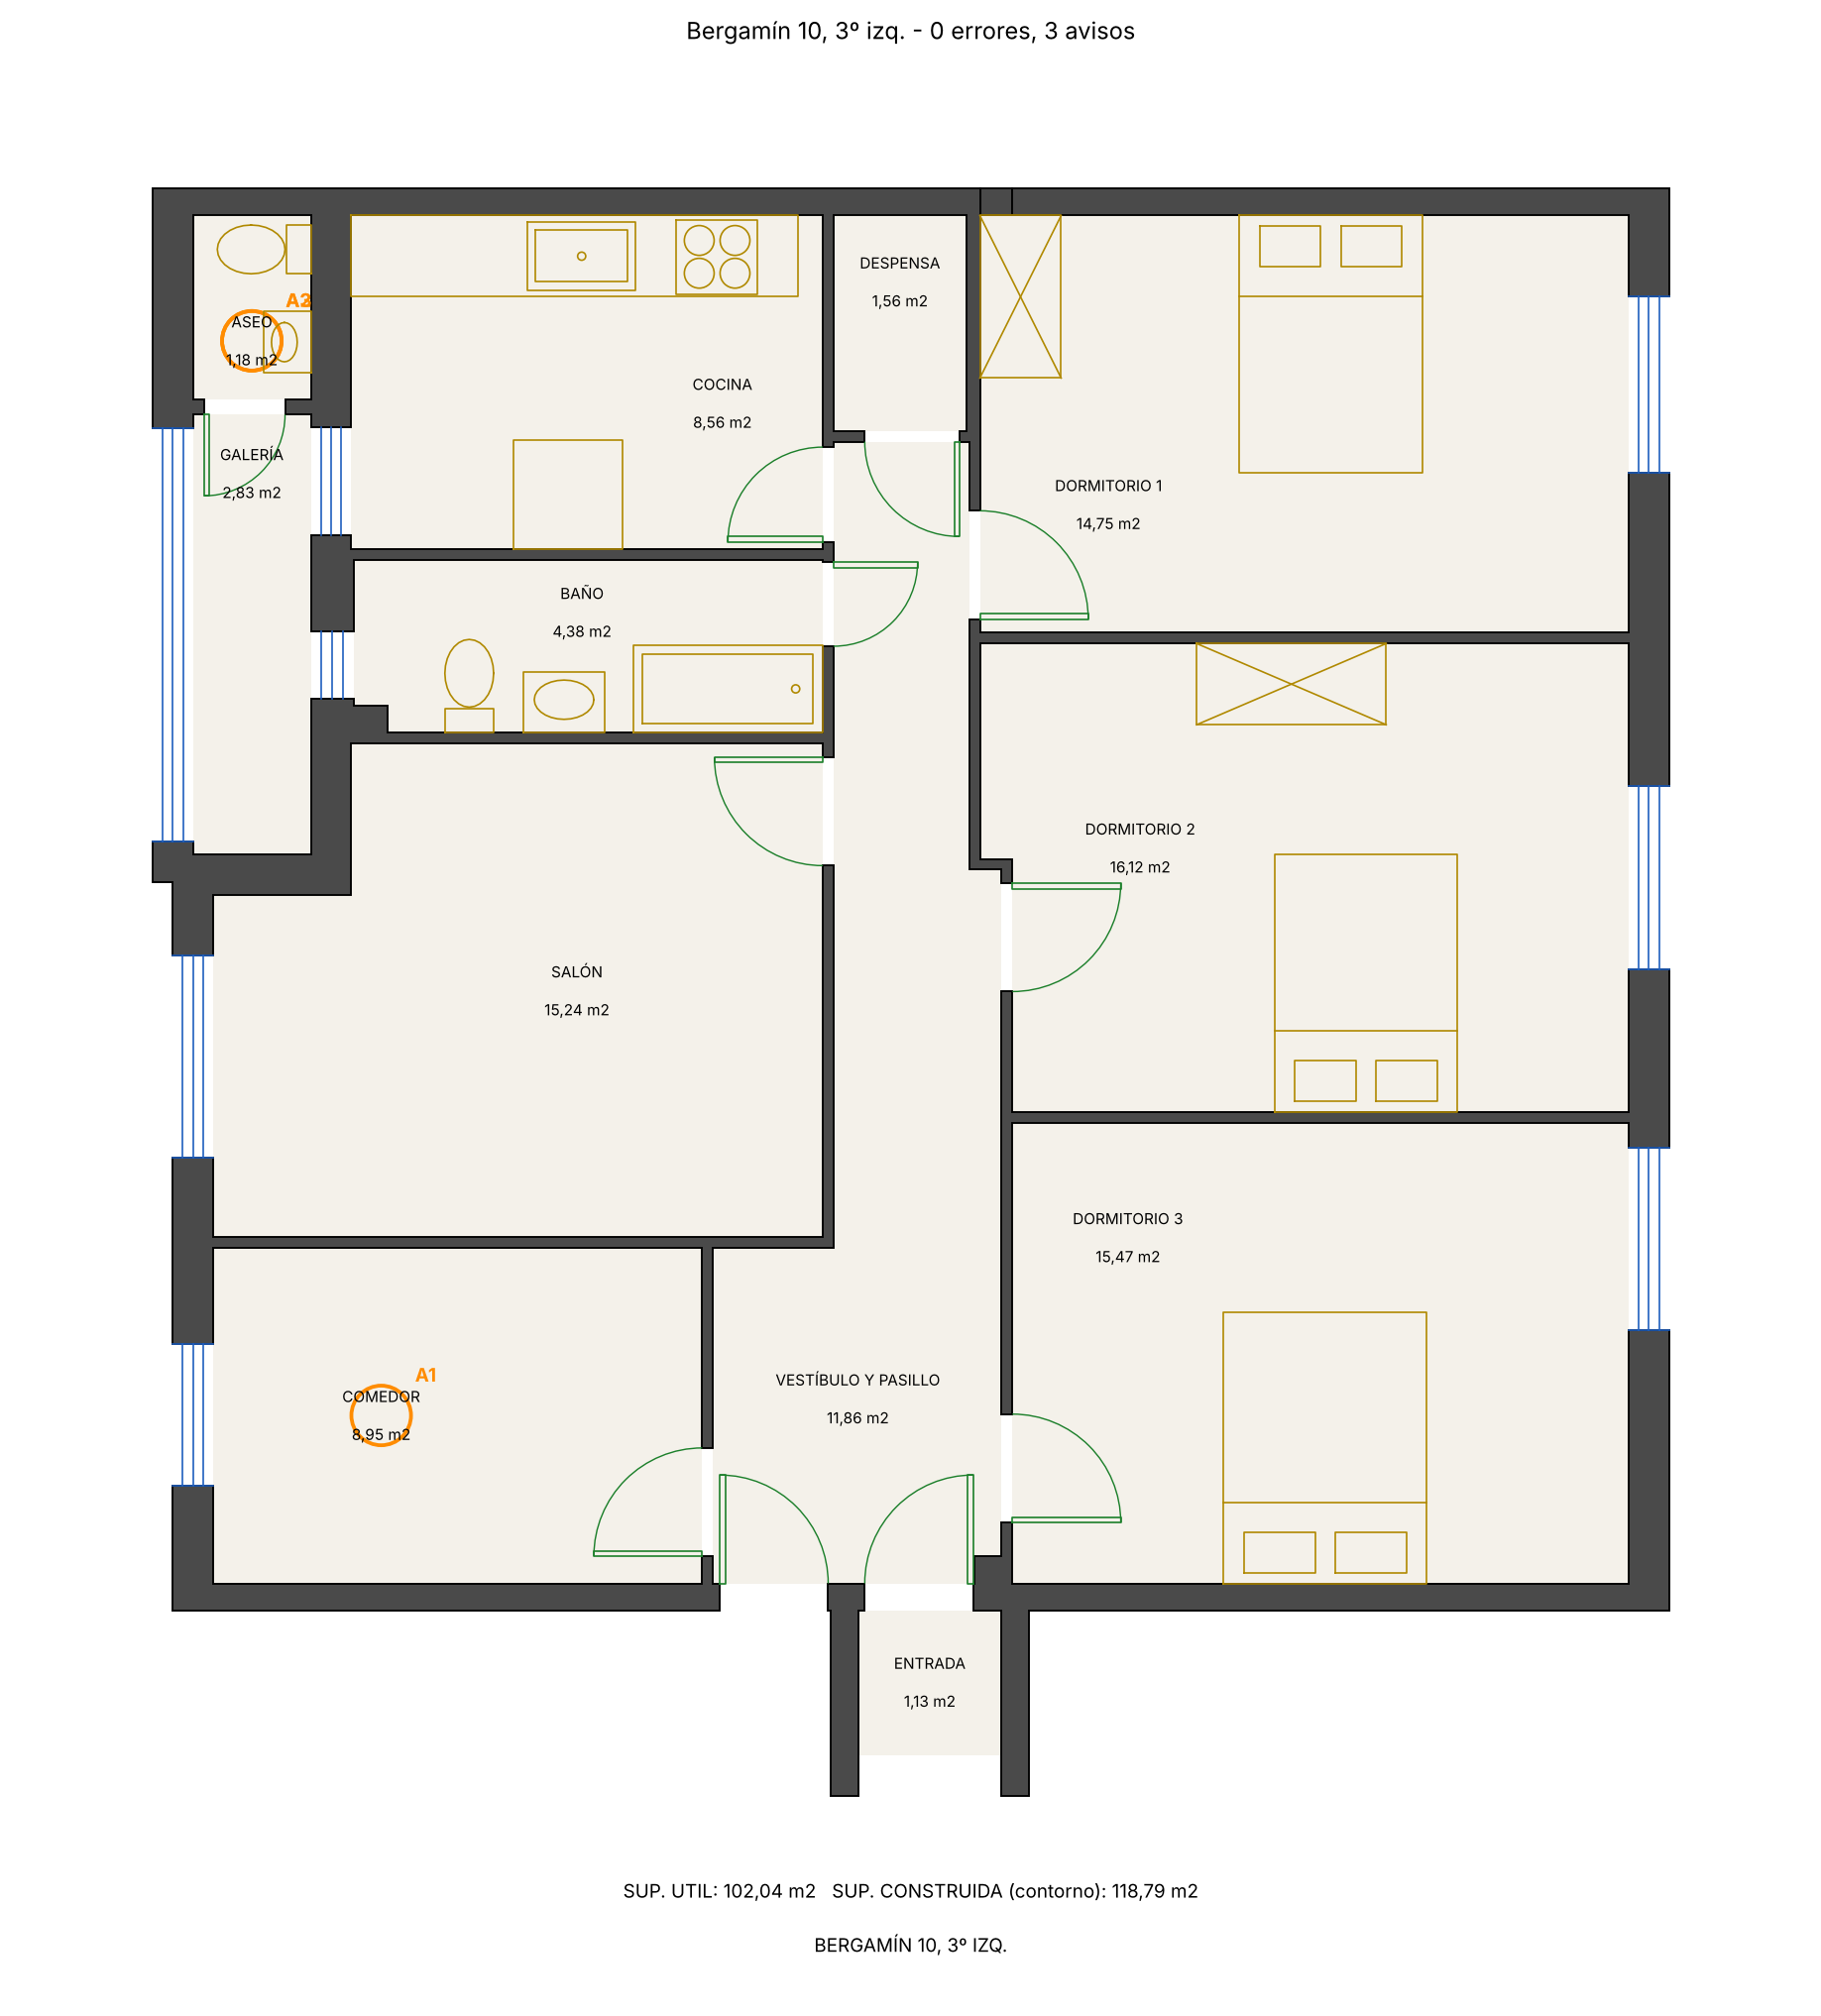 Bergamín 10, 3º izq. - 0 errores, 3 avisos
DESPENSA
1,56 m2
ASEO
1,18 m2
COCINA
8,56 m2
GALERÍA
2,83 m2
DORMITORIO 1
14,75 m2
BAÑO
4,38 m2
DORMITORIO 2
16,12 m2
SALÓN
15,24 m2
DORMITORIO 3
15,47 m2
A1
COMEDOR
8,95 m2
VESTÍBULO Y PASILLO
11,86 m2
ENTRADA
1,13 m2
SUP. UTIL: 102,04 m2 SUP. CONSTRUIDA (contorno): 118,79 m2
BERGAMÍN 10, 3º IZQ.